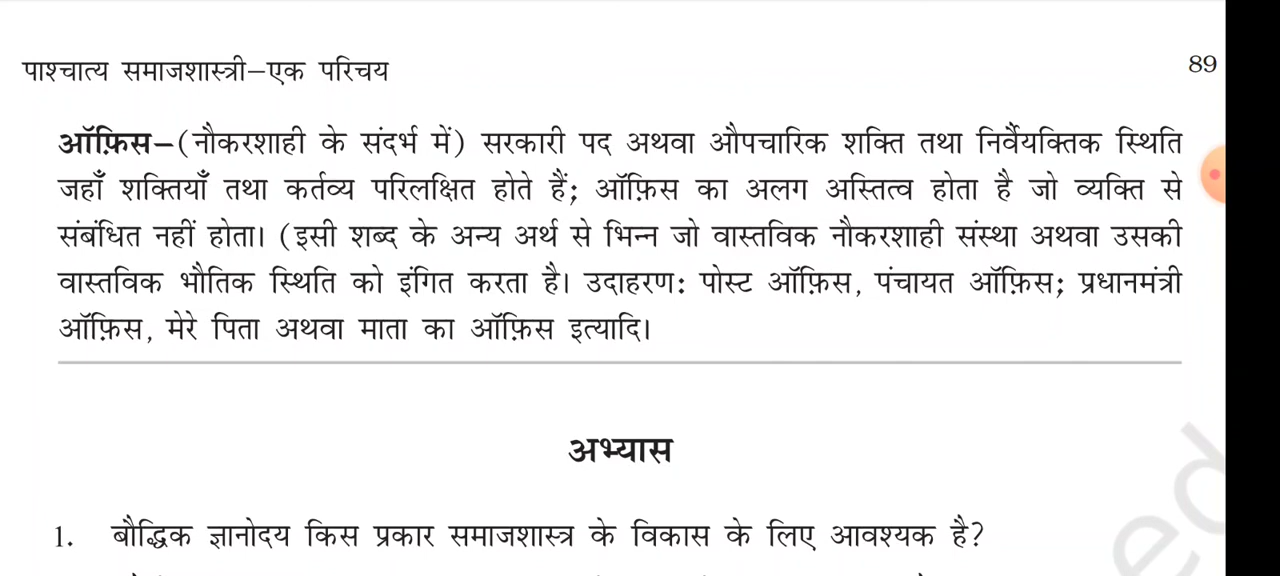 पाश्चात्य समाजशास्त्री–एक परिचय
89
ऑफ़िस–(नौकरशाही के संदर्भ में) सरकारी पद अथवा औपचारिक शक्ति तथा निर्वैयक्तिक स्थिति
जहाँ शक्तियाँ तथा कर्तव्य परिलक्षित होते हैं; ऑफ़िस का अलग अस्तित्व होता है जो व्यक्ति से
संबंधित नहीं होता। (इसी शब्द के अन्य अर्थ से भिन्न जो वास्तविक नौकरशाही संस्था अथवा उसकी
वास्तविक भौतिक स्थिति को इंगित करता है। उदाहरण: पोस्ट ऑफ़िस, पंचायत ऑफ़िस; प्रधानमंत्री
ऑफ़िस, मेरे पिता अथवा माता का ऑफ़िस इत्यादि।
अभ्यास
1. बौद्धिक ज्ञानोदय किस प्रकार समाजशास्त्र के विकास के लिए आवश्यक है?
ed